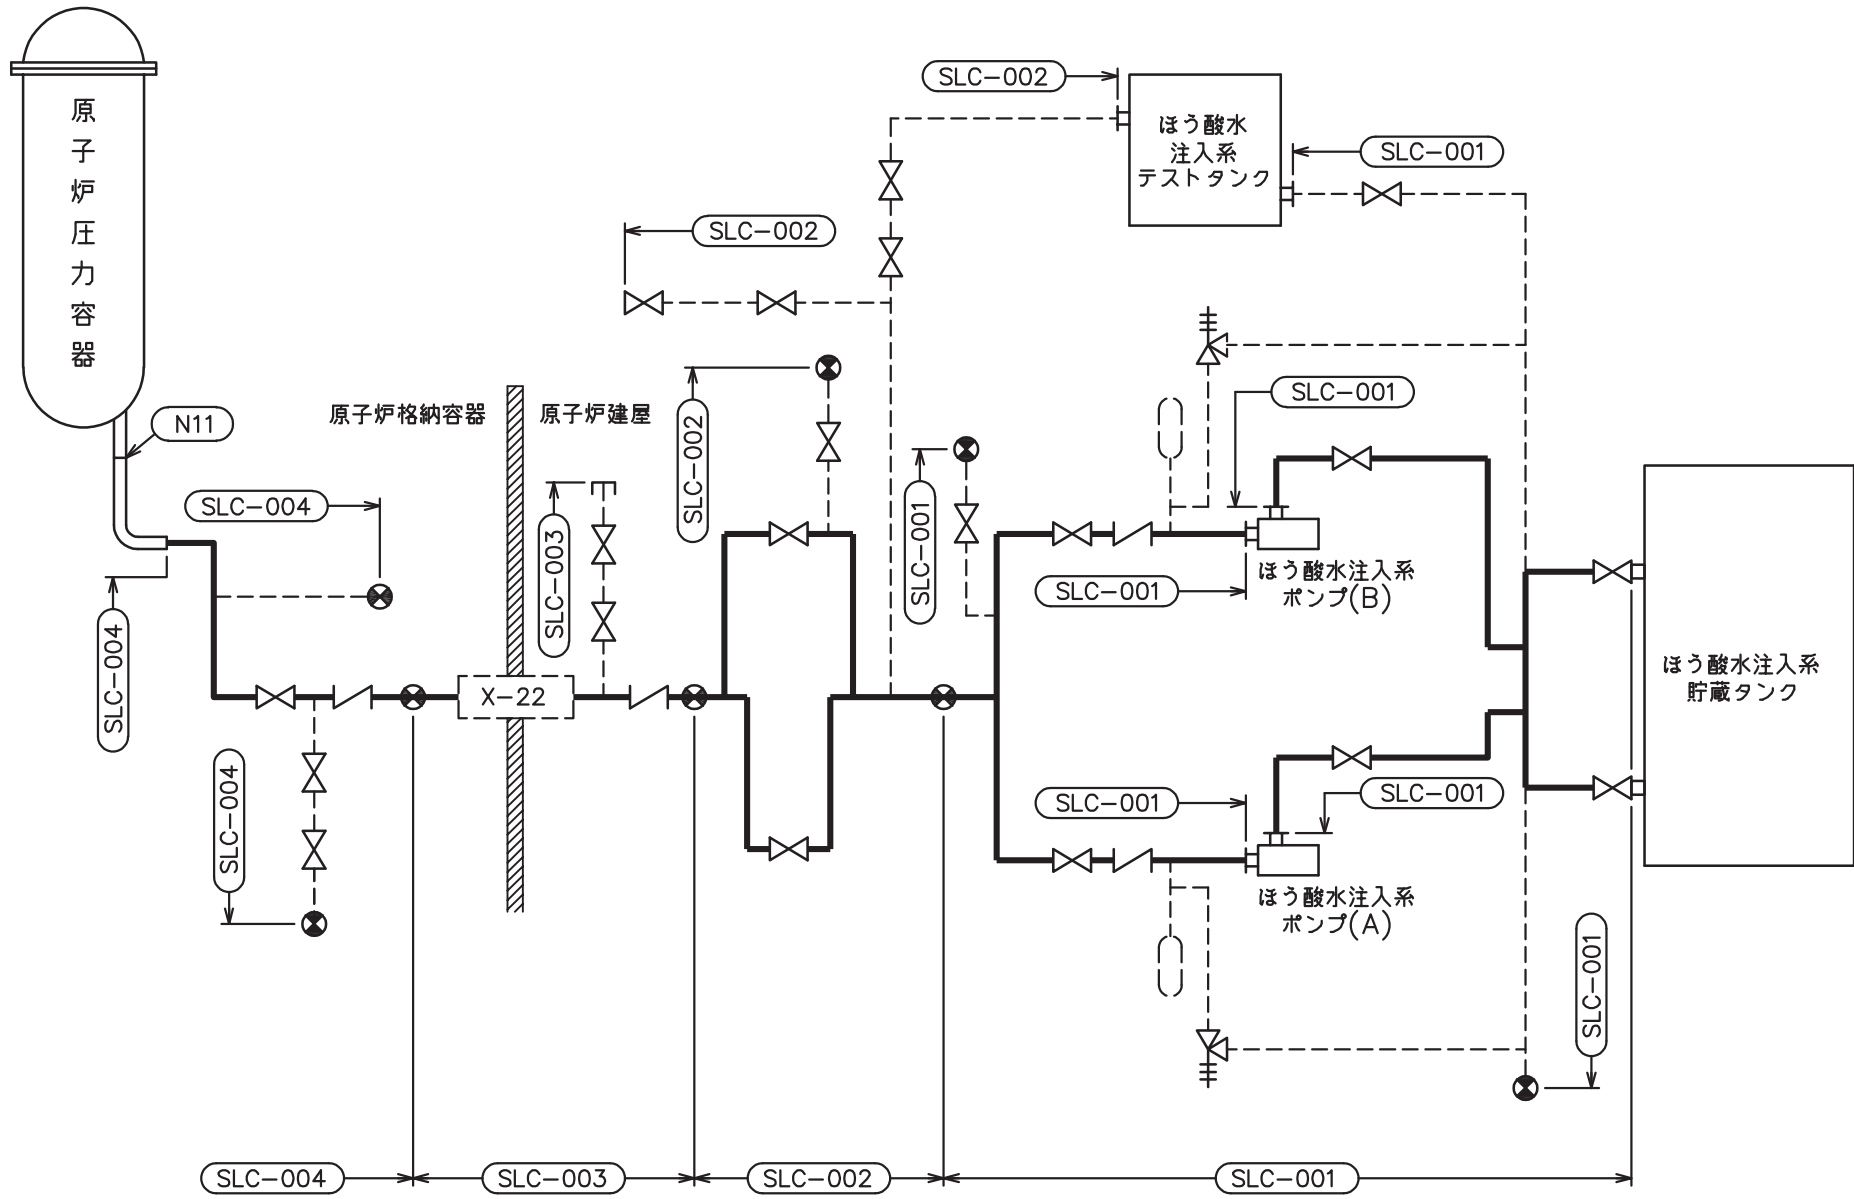 原子炉圧力容器
SLC-002
ほう酸水
注入系
テストタンク
SLC-001
SLC-002
SLC-001
N11
原子炉格納容器
原子炉建屋
SLC-002
SLC-001
SLC-004
SLC-003
ほう酸水注入系
ポンプ(B)
SLC-001
SLC-004
X-22
ほう酸水注入系
貯蔵タンク
SLC-004
SLC-001
SLC-001
ほう酸水注入系
ポンプ(A)
SLC-001
SLC-004
SLC-003
SLC-002
SLC-001